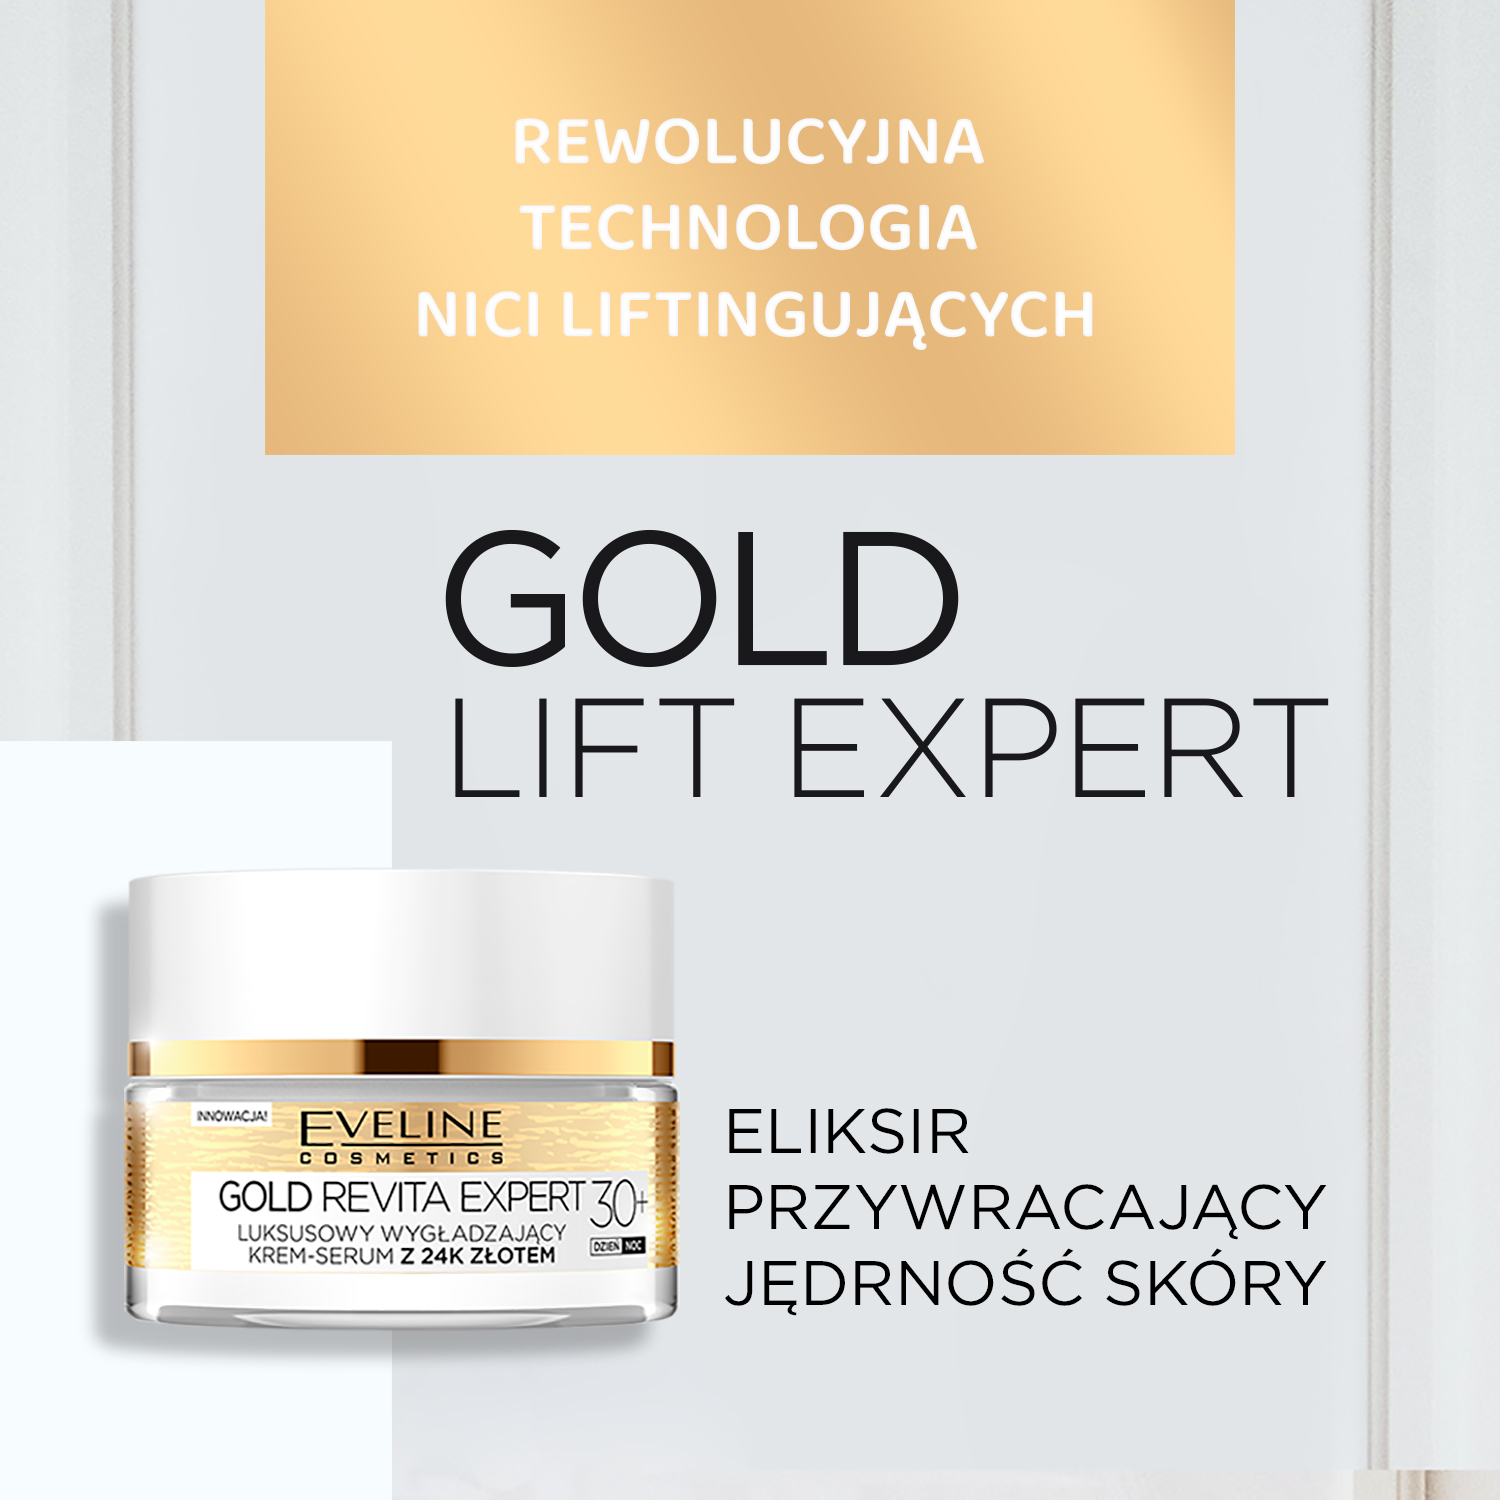 REWOLUCYJNA
TECHNOLOGIA
NICI LIFTINGUJĄCYCH
GOLD
LIFT EXPERT
INNOWACJA!
EVELINE
COSMETICS
GOLD REVITA EXPERT 30+
LUKSUSOWY WYGŁADZAJĄCY
KREM-SERUM Z 24K ZŁOTEM
DZIEŃ NOC
ELIKSIR
PRZYWRACAJĄCY
JĘDRNOŚĆ SKÓRY